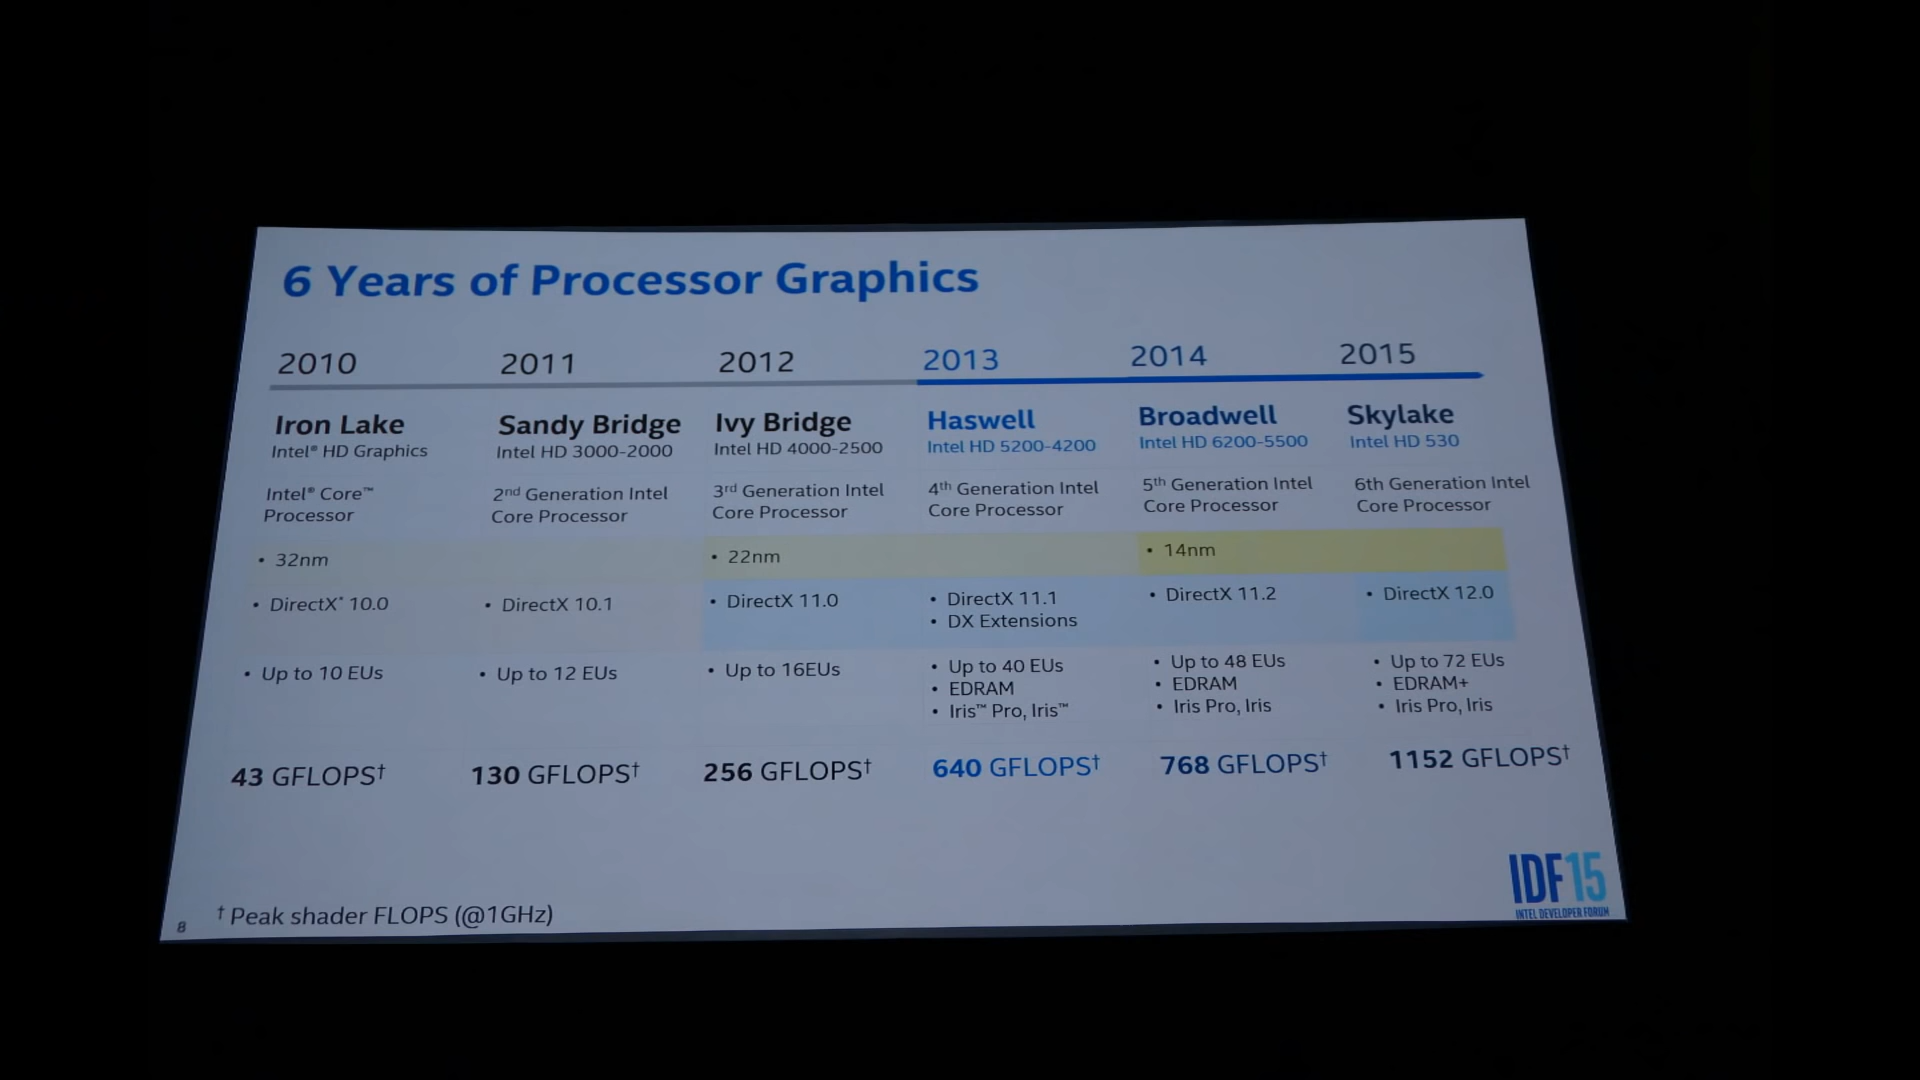 6 Years of Processor Graphics
2010 2011 2012 2013 2014 2015
Iron Lake Sandy Bridge Ivy Bridge Haswell Broadwell Skylake
Intel® HD Graphics Intel HD 3000-2000 Intel HD 4000-2500 Intel HD 5200-4200 Intel HD 6200-5500 Intel HD 530
Intel® Core™ 2nd Generation Intel 3rd Generation Intel 4th Generation Intel 5th Generation Intel 6th Generation Intel
Processor Core Processor Core Processor Core Processor Core Processor Core Processor
• 32nm • 22nm • 14nm
• DirectX* 10.0 • DirectX 10.1 • DirectX 11.0 • DirectX 11.1 • DirectX 11.2 • DirectX 12.0
• DX Extensions
• Up to 10 EUs • Up to 12 EUs • Up to 16EUs • Up to 40 EUs • Up to 48 EUs • Up to 72 EUs
• EDRAM • EDRAM • EDRAM+
• Iris™ Pro, Iris™ • Iris Pro, Iris • Iris Pro, Iris
43 GFLOPS† 130 GFLOPS† 256 GFLOPS† 640 GFLOPS† 768 GFLOPS† 1152 GFLOPS†
IDF15
INTEL DEVELOPER FORUM
† Peak shader FLOPS (@1GHz)
8